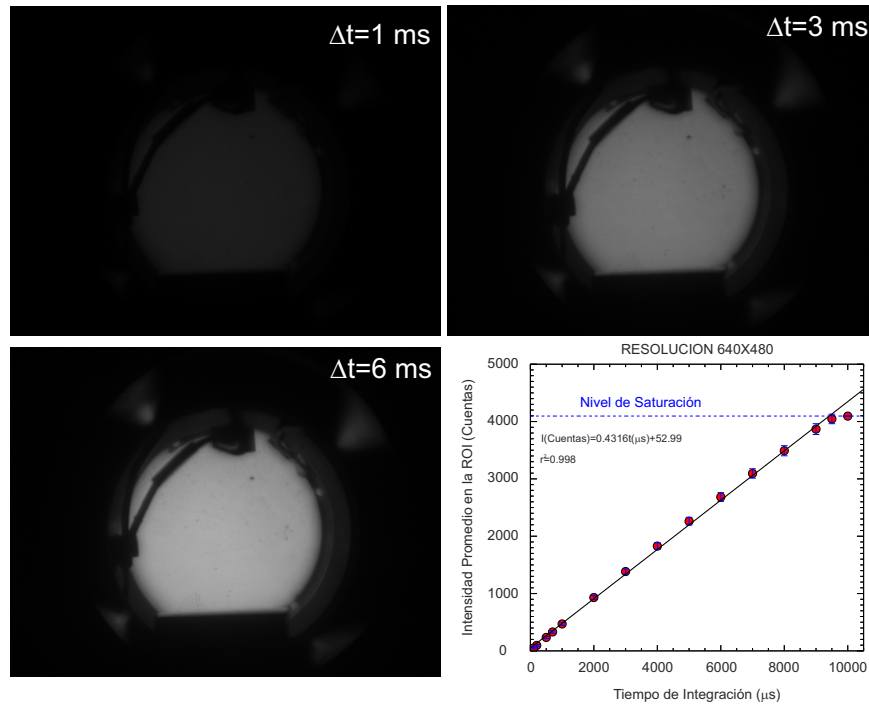 Δt=1 ms
Δt=3 ms
Δt=6 ms
RESOLUCION 640X480
Intensidad Promedio en la ROI (Cuentas)
5000
4000
3000
2000
1000
0
Nivel de Saturación
I(Cuentas)=0.4316t(μs)+52.99
r²=0.998
0 2000 4000 6000 8000 10000
Tiempo de Integración (μs)